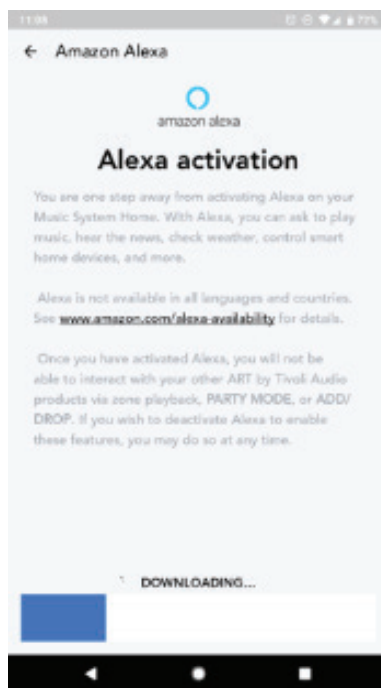 11:08
77%
Amazon Alexa
amazon alexa
Alexa activation
You are one step away from activating Alexa on your
Music System Home. With Alexa, you can ask to play
music, hear the news, check weather, control smart
home devices, and more.
Alexa is not available in all languages and countries.
See www.amazon.com/alexa-availability for details.
Once you have activated Alexa, you will not be
able to interact with your other ART by Tivoli Audio
products via zone playback, PARTY MODE, or ADD/
DROP. If you wish to deactivate Alexa to enable
these features, you may do so at any time.
DOWNLOADING...